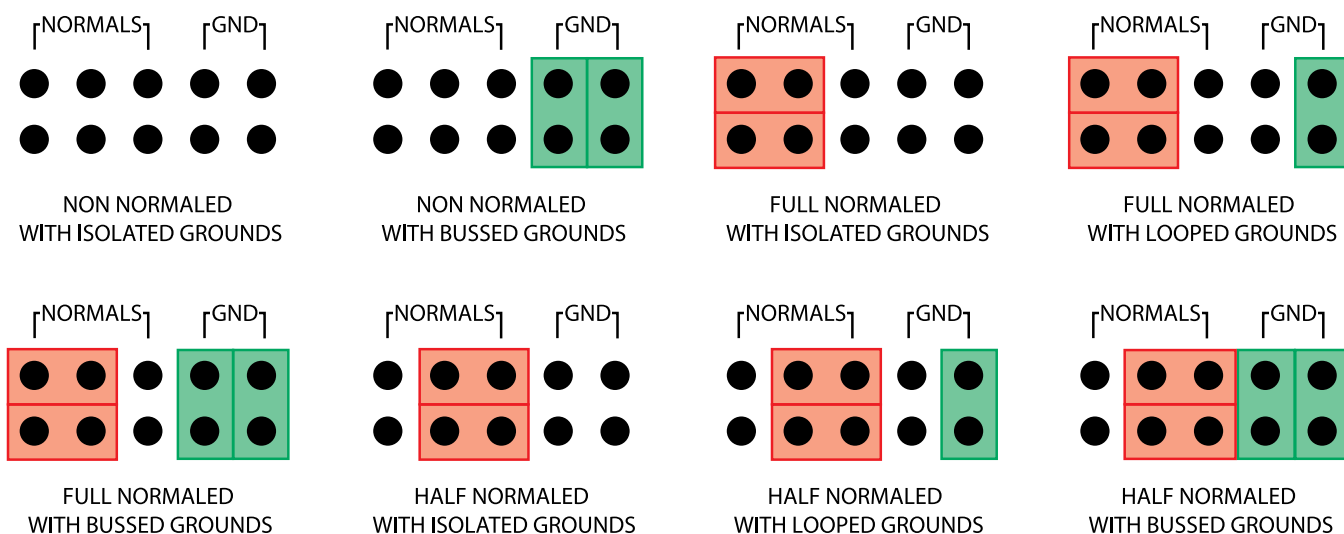 NORMALS GND NORMALS GND NORMALS GND NORMALS GND
NON NORMALED
WITH ISOLATED GROUNDS
NON NORMALED
WITH BUSSED GROUNDS
FULL NORMALED
WITH ISOLATED GROUNDS
FULL NORMALED
WITH LOOPED GROUNDS
NORMALS GND NORMALS GND NORMALS GND NORMALS GND
FULL NORMALED
WITH BUSSED GROUNDS
HALF NORMALED
WITH ISOLATED GROUNDS
HALF NORMALED
WITH LOOPED GROUNDS
HALF NORMALED
WITH BUSSED GROUNDS